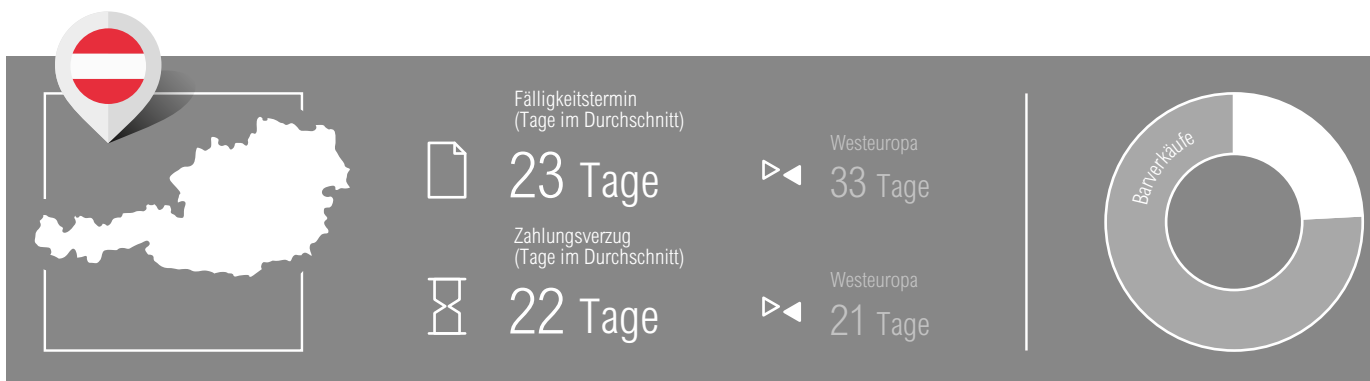 Fälligkeitstermin
(Tage im Durchschnitt)
23 Tage
Westeuropa
33 Tage
Zahlungsverzug
(Tage im Durchschnitt)
22 Tage
Westeuropa
21 Tage
Barverkäufe